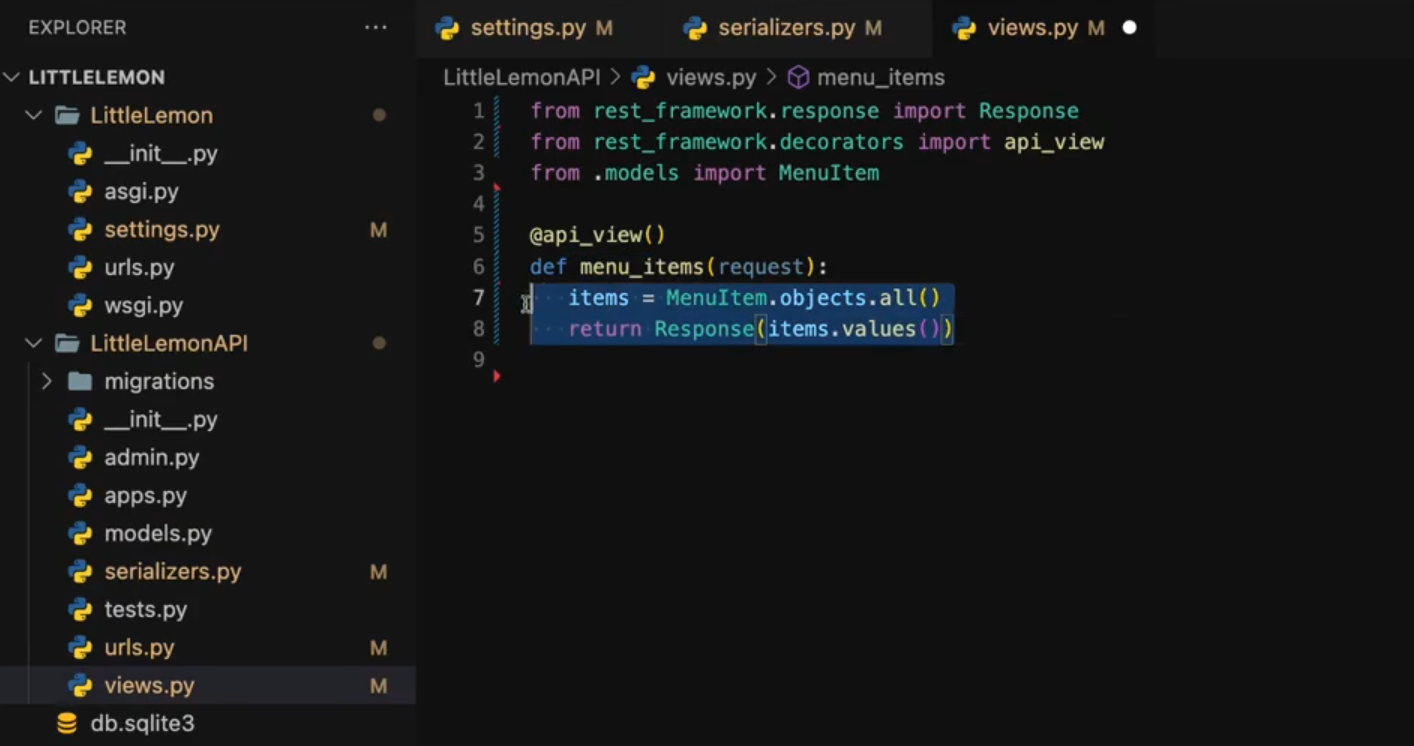 EXPLORER ...
LITTLELEMON
LittleLemon
__init__.py
asgi.py
settings.py M
urls.py
wsgi.py
LittleLemonAPI
migrations
__init__.py
admin.py
apps.py
models.py
serializers.py M
tests.py
urls.py M
views.py M
db.sqlite3
settings.py M serializers.py M views.py M
LittleLemonAPI > views.py > menu_items
1 from rest_framework.response import Response
2 from rest_framework.decorators import api_view
3 from .models import MenuItem
4
5 @api_view()
6 def menu_items(request):
7     items = MenuItem.objects.all()
8     return Response(items.values())
9